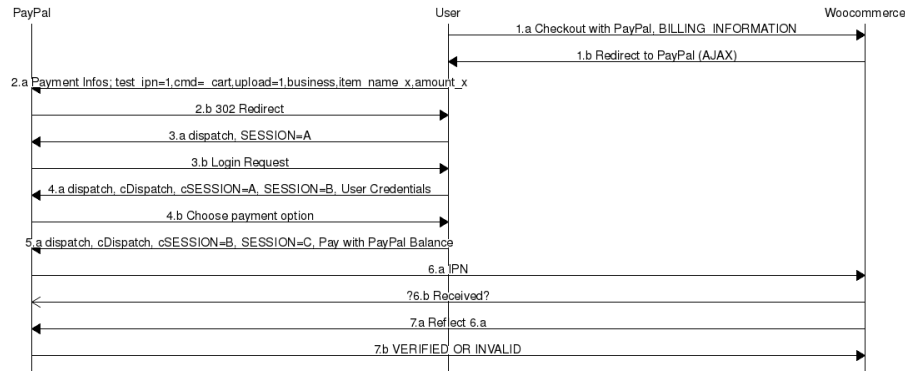 PayPal User Woocommerce
1.a Checkout with PayPal, BILLING_INFORMATION
1.b Redirect to PayPal (AJAX)
2.a Payment Infos; test_ipn=1,cmd=_cart,upload=1,business,item_name_x,amount_x
2.b 302 Redirect
3.a dispatch, SESSION=A
3.b Login Request
4.a dispatch, cDispatch, cSESSION=A, SESSION=B, User Credentials
4.b Choose payment option
5.a dispatch, cDispatch, cSESSION=B, SESSION=C, Pay with PayPal Balance
6.a IPN
?6.b Received?
7.a Reflect 6.a
7.b VERIFIED OR INVALID